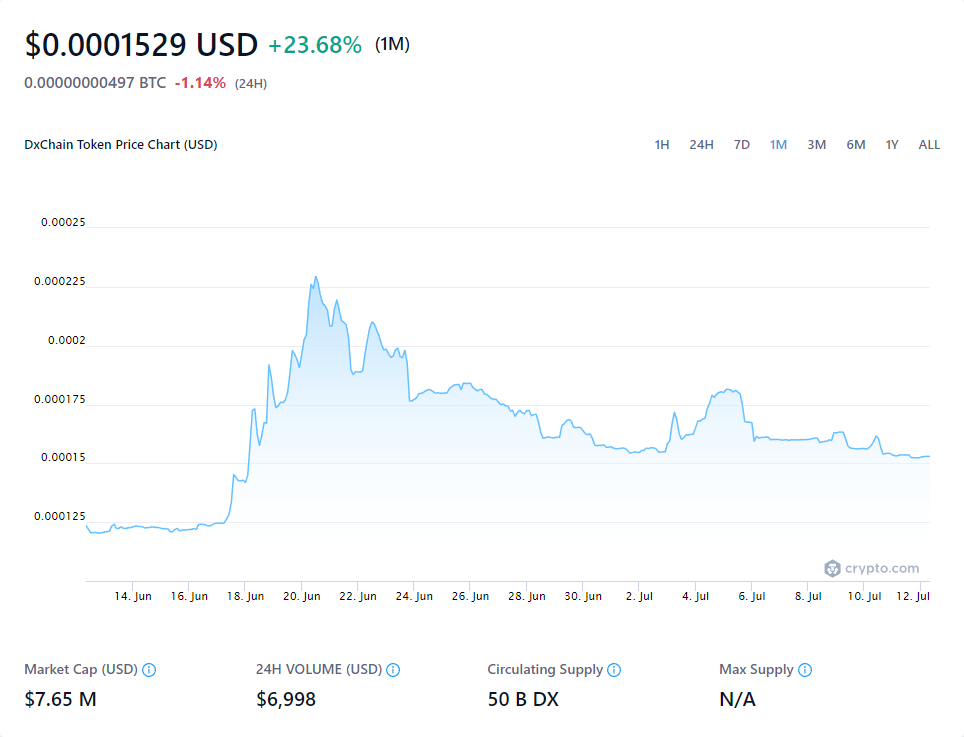 $0.0001529 USD +23.68% (1M)
0.00000000497 BTC -1.14% (24H)
DxChain Token Price Chart (USD) 1H 24H 7D 1M 3M 6M 1Y ALL
0.00025
0.000225
0.0002
0.000175
0.00015
0.000125
crypto.com
14. Jun 16. Jun 18. Jun 20. Jun 22. Jun 24. Jun 26. Jun 28. Jun 30. Jun 2. Jul 4. Jul 6. Jul 8. Jul 10. Jul 12. Jul
Market Cap (USD) 24H VOLUME (USD) Circulating Supply Max Supply
$7.65 M $6,998 50 B DX N/A